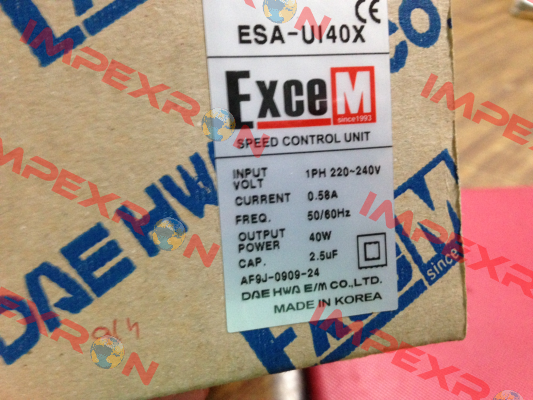 ESA-UI40X
CE
ExceM
since1993
SPEED CONTROL UNIT
INPUT VOLT 1PH 220~240V
CURRENT 0.58A
FREQ. 50/60Hz
OUTPUT POWER 40W
CAP. 2.5uF
AF9J-0909-24
DAE HWA E/M CO.,LTD.
MADE IN KOREA
DAE HWA
since
IMPEXRON
IMPEXRON
IMPEXRON
IMPEXRON
IMPEXRON